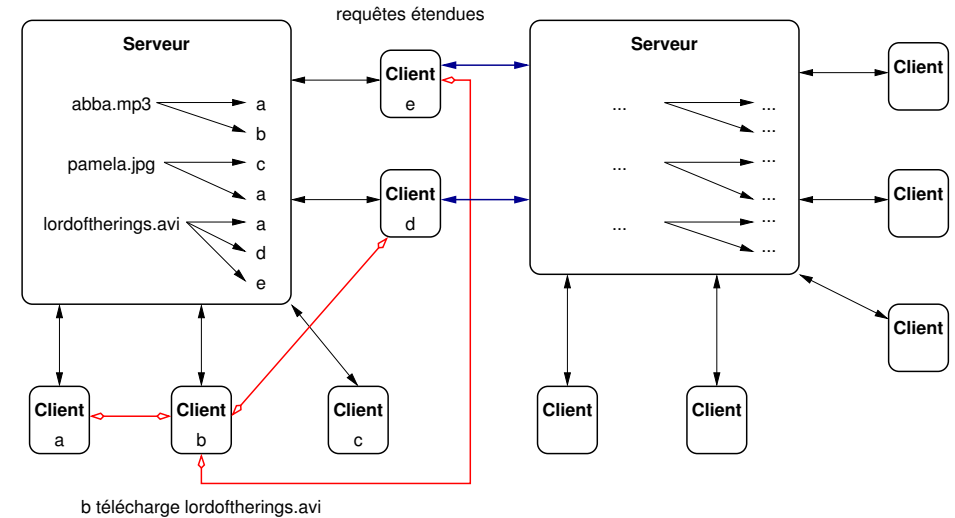 requêtes étendues
Serveur
abba.mp3
a
b
pamela.jpg
c
a
lordoftherings.avi
a
d
e
Client
e
Client
d
Serveur
...
...
...
...
...
...
...
...
...
Client
Client
Client
Client
a
Client
b
Client
c
Client
Client
b télécharge lordoftherings.avi